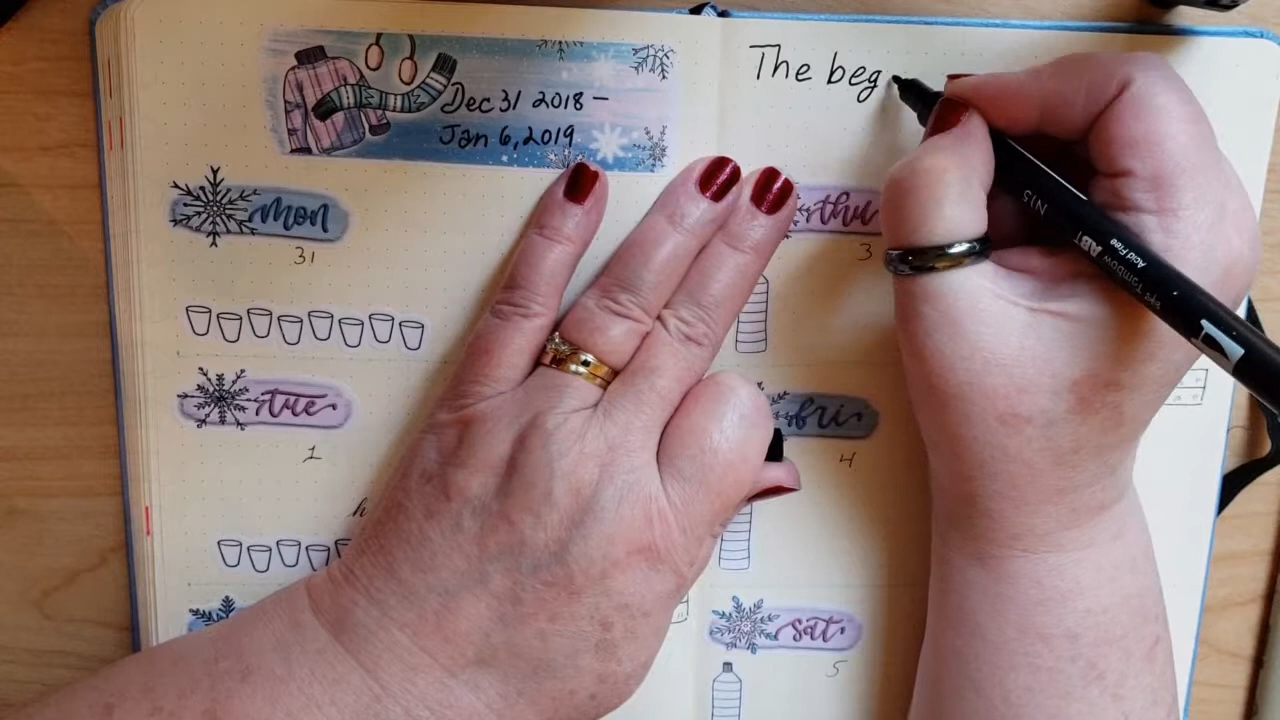 The beg
Dec 31 2018 –
Jan 6, 2019
mon
31
tue
1
thu
3
fri
4
sat
5
N15
Tombow ABT
Acid Free